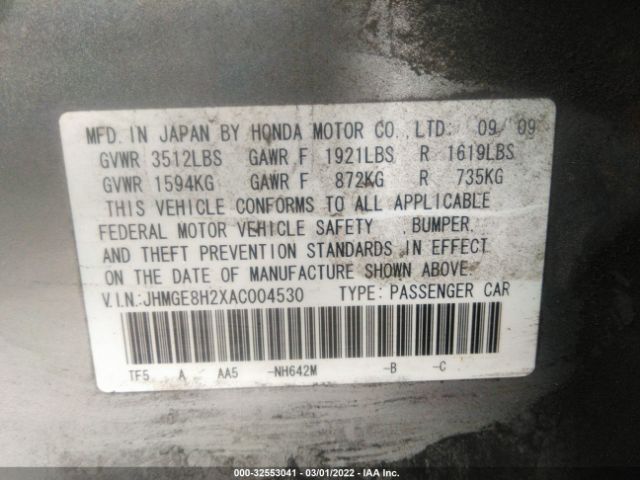 MFD. IN JAPAN BY HONDA MOTOR CO., LTD. 09/09
GVWR 3512LBS GAWR F 1921LBS R 1619LBS
GVWR 1594KG GAWR F 872KG R 735KG
THIS VEHICLE CONFORMS TO ALL APPLICABLE
FEDERAL MOTOR VEHICLE SAFETY , BUMPER,
AND THEFT PREVENTION STANDARDS IN EFFECT
ON THE DATE OF MANUFACTURE SHOWN ABOVE.
V.I.N.:JHMGE8H2XAC004530 TYPE: PASSENGER CAR
TF5 A AA5 -NH642M -B -C
000-32553041 - 03/01/2022 - IAA Inc.